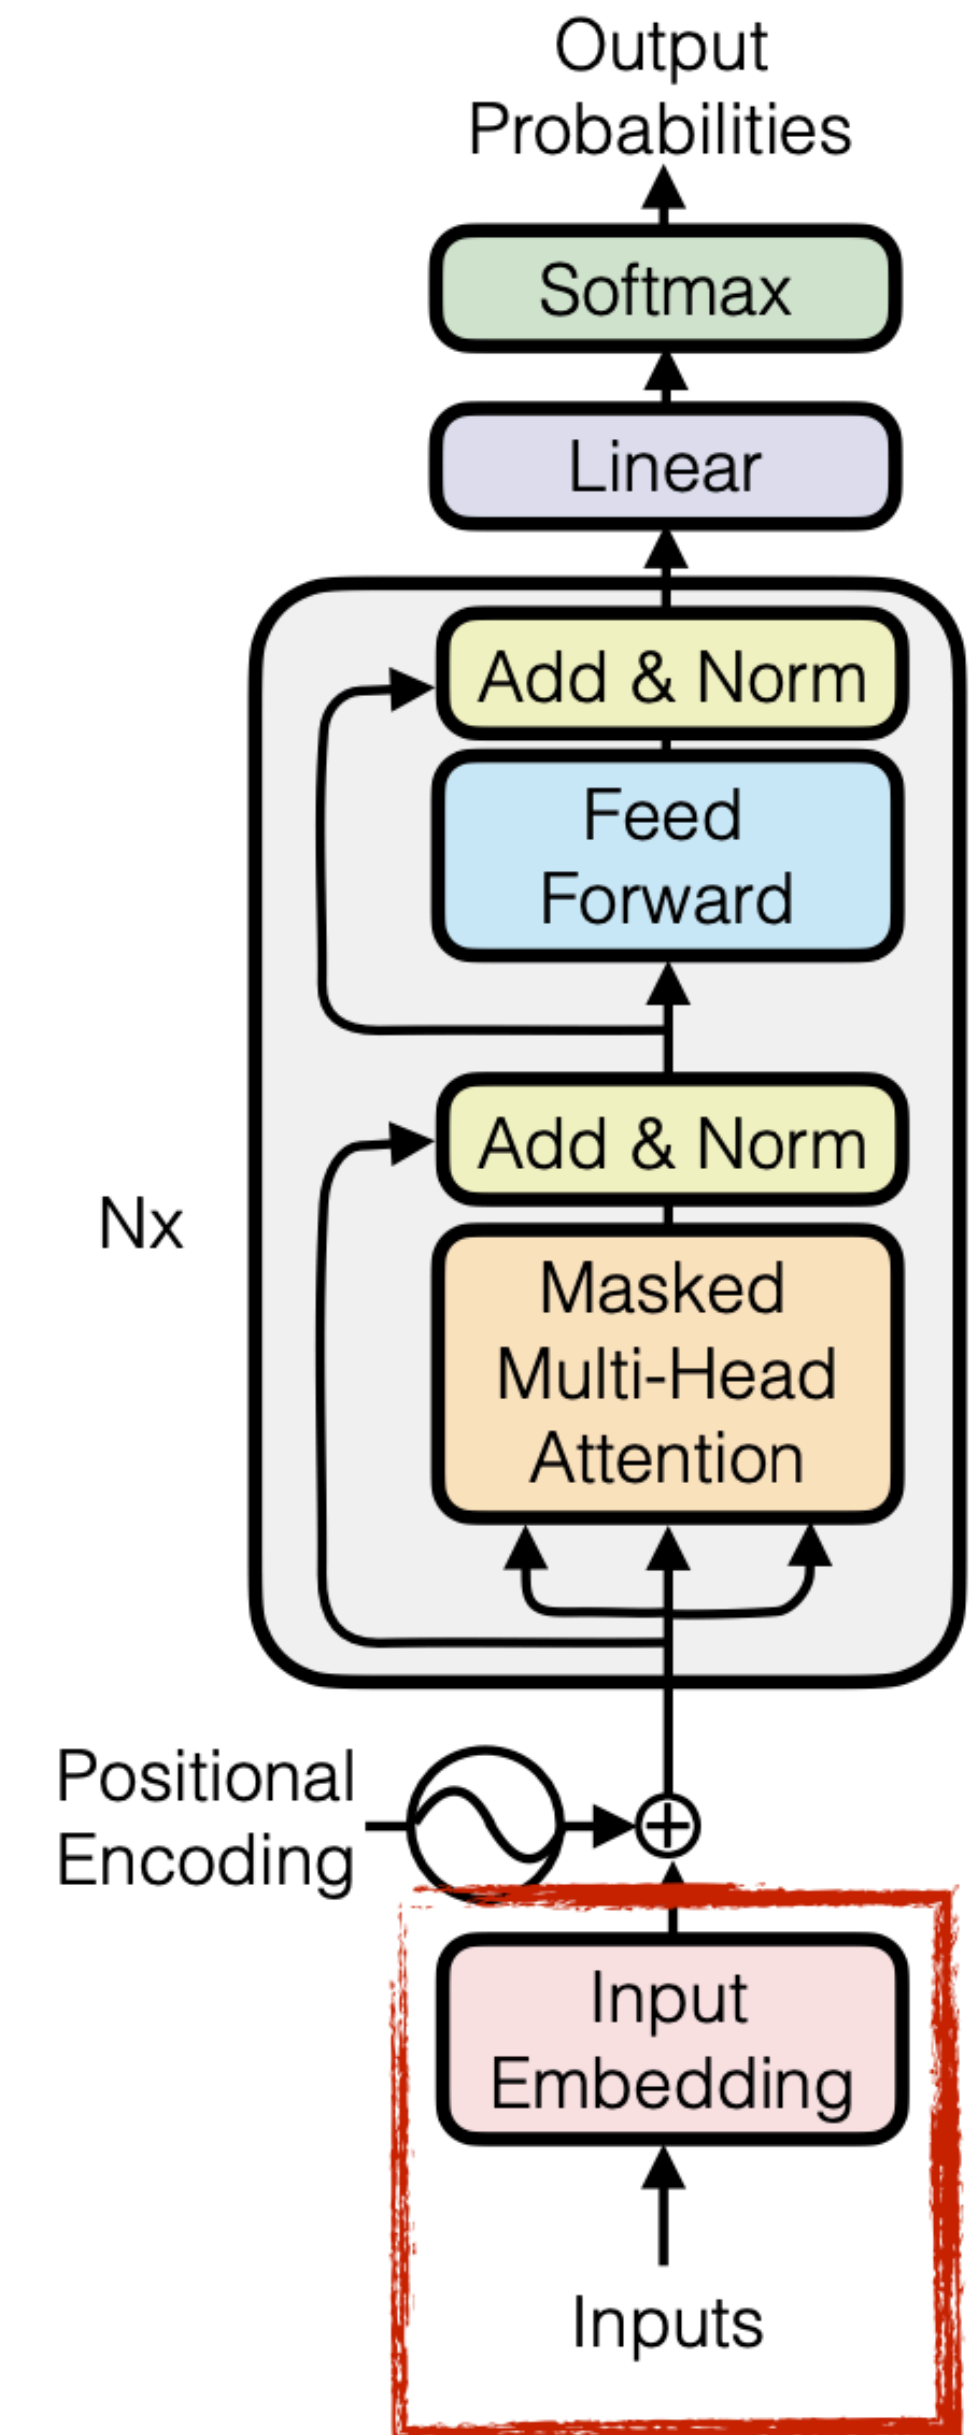 Output
Probabilities
Softmax
Linear
Add & Norm
Feed
Forward
Add & Norm
Nx
Masked
Multi-Head
Attention
Positional
Encoding
Input
Embedding
Inputs